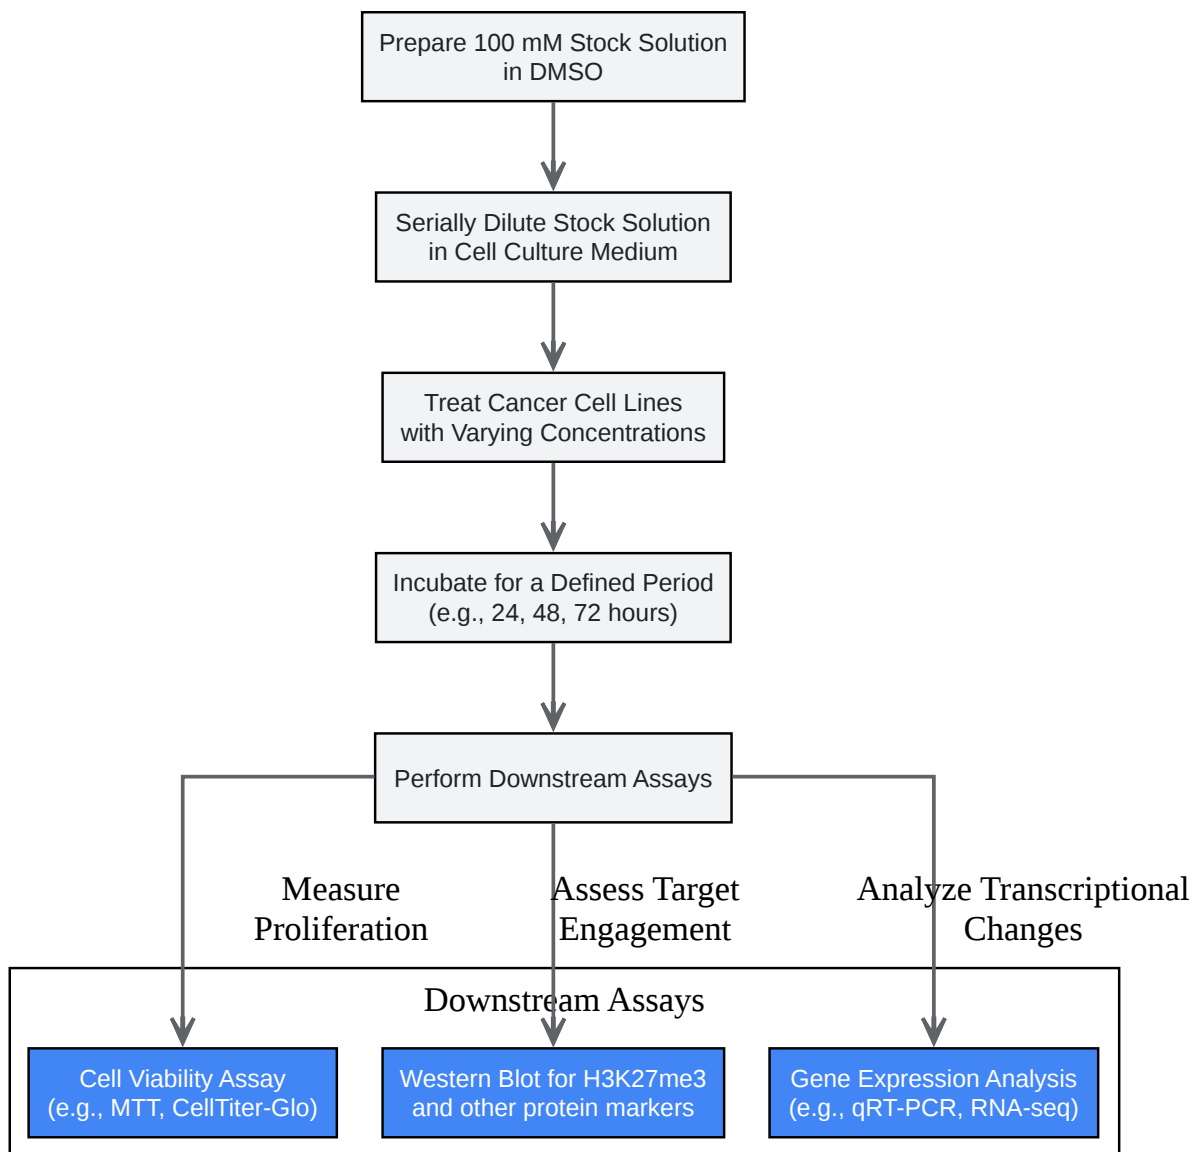 Prepare 100 mM Stock Solution
in DMSO
Serially Dilute Stock Solution
in Cell Culture Medium
Treat Cancer Cell Lines
with Varying Concentrations
Incubate for a Defined Period
(e.g., 24, 48, 72 hours)
Perform Downstream Assays
Measure
Proliferation
Assess Target
Engagement
Analyze Transcriptional
Changes
Downstream Assays
Cell Viability Assay
(e.g., MTT, CellTiter-Glo)
Western Blot for H3K27me3
and other protein markers
Gene Expression Analysis
(e.g., qRT-PCR, RNA-seq)